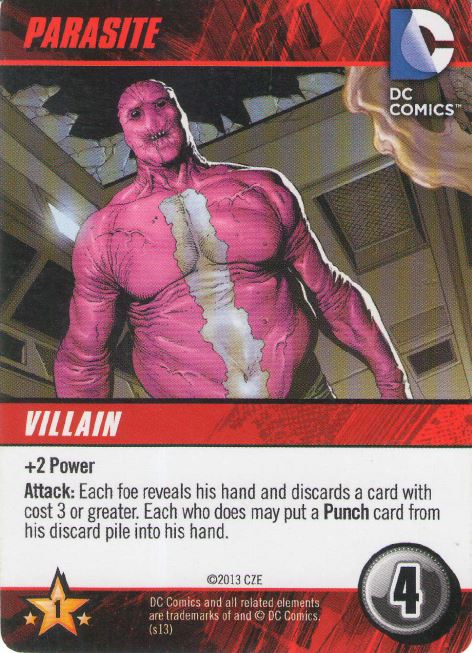 PARASITE
DC
COMICS™
VILLAIN
+2 Power
Attack: Each foe reveals his hand and discards a card with
cost 3 or greater. Each who does may put a Punch card from
his discard pile into his hand.
©2013 CZE
1
DC Comics and all related elements
are trademarks of and © DC Comics.
(s13)
4